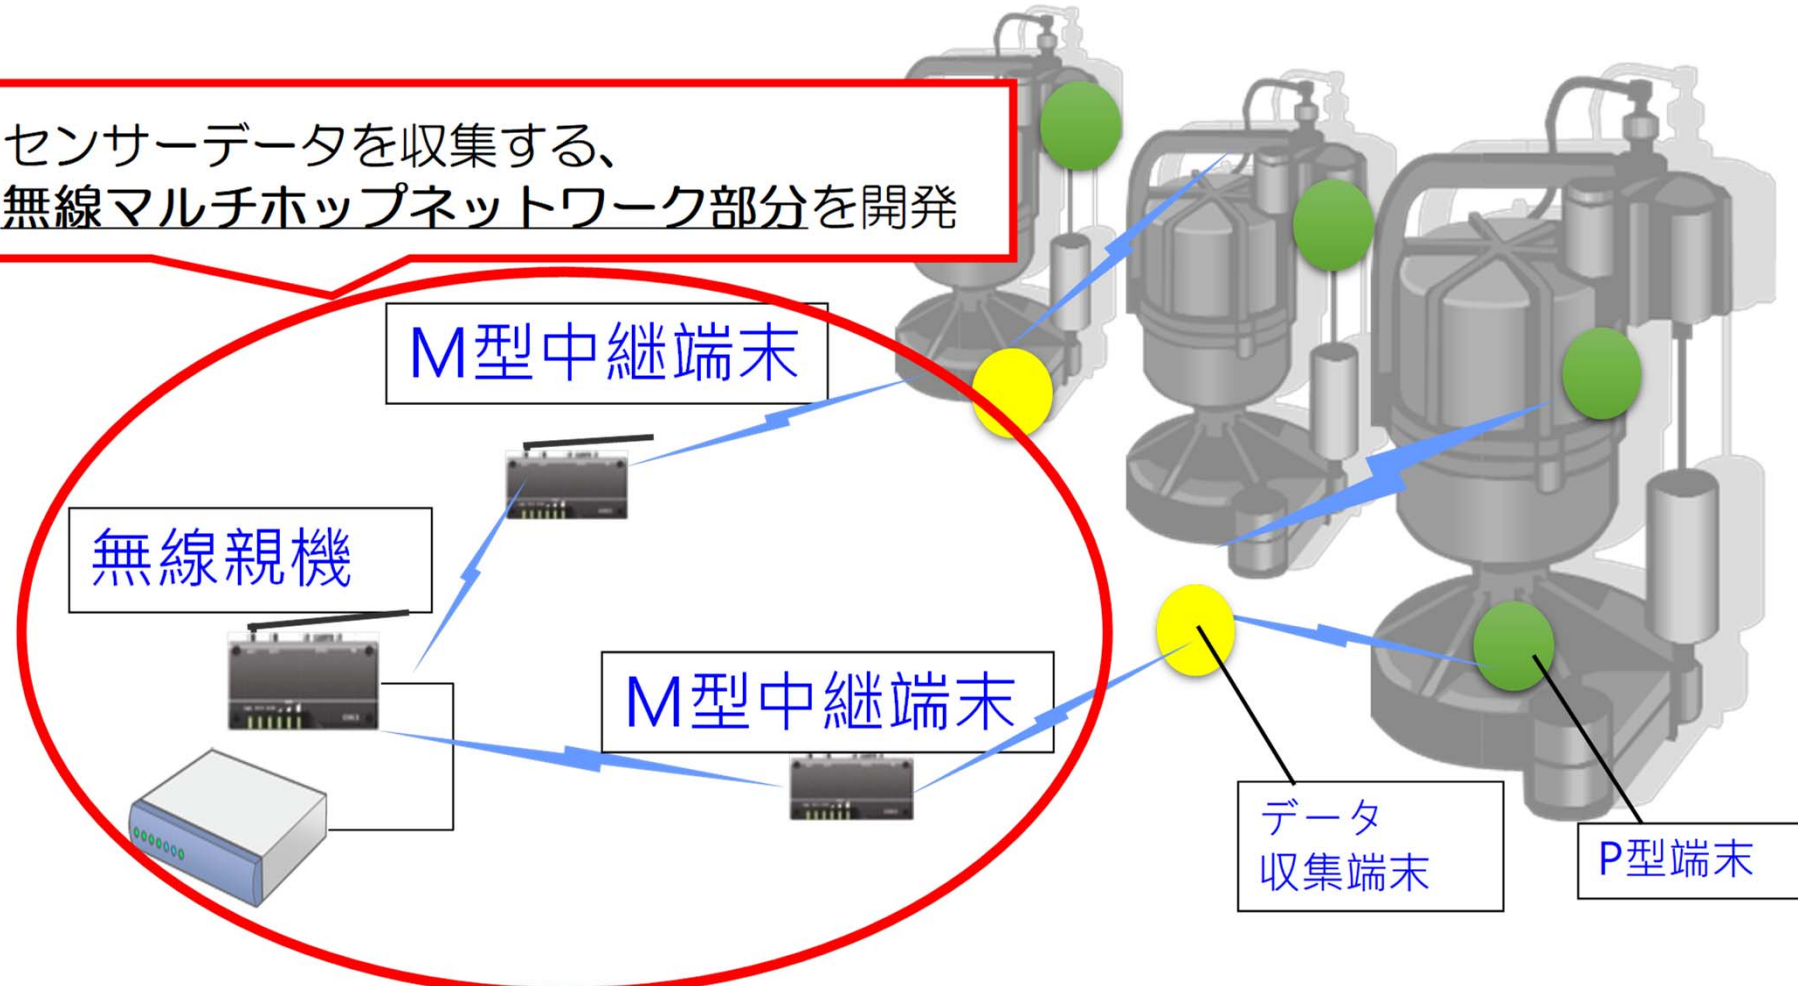 センサーデータを収集する、
無線マルチホップネットワーク部分を開発
M型中継端末
無線親機
M型中継端末
データ
収集端末
P型端末